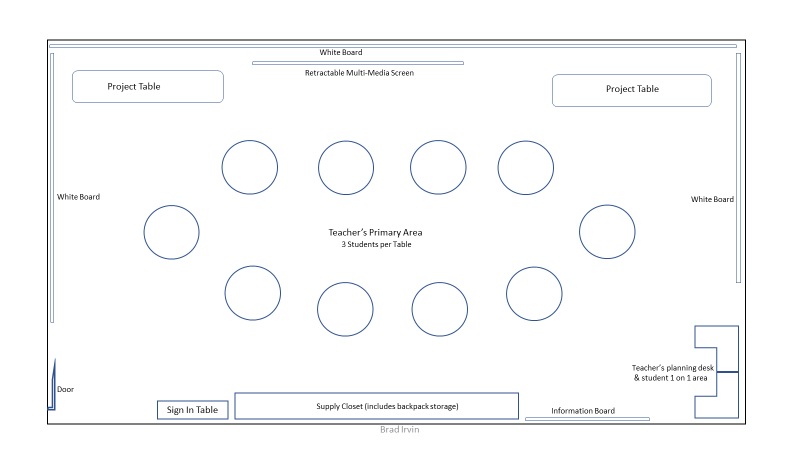 White Board
Retractable Multi-Media Screen
Project Table
Project Table
White Board
White Board
Teacher's Primary Area
3 Students per Table
Teacher's planning desk
& student 1 on 1 area
Door
Sign In Table
Supply Closet (includes backpack storage)
Information Board
Brad Irvin